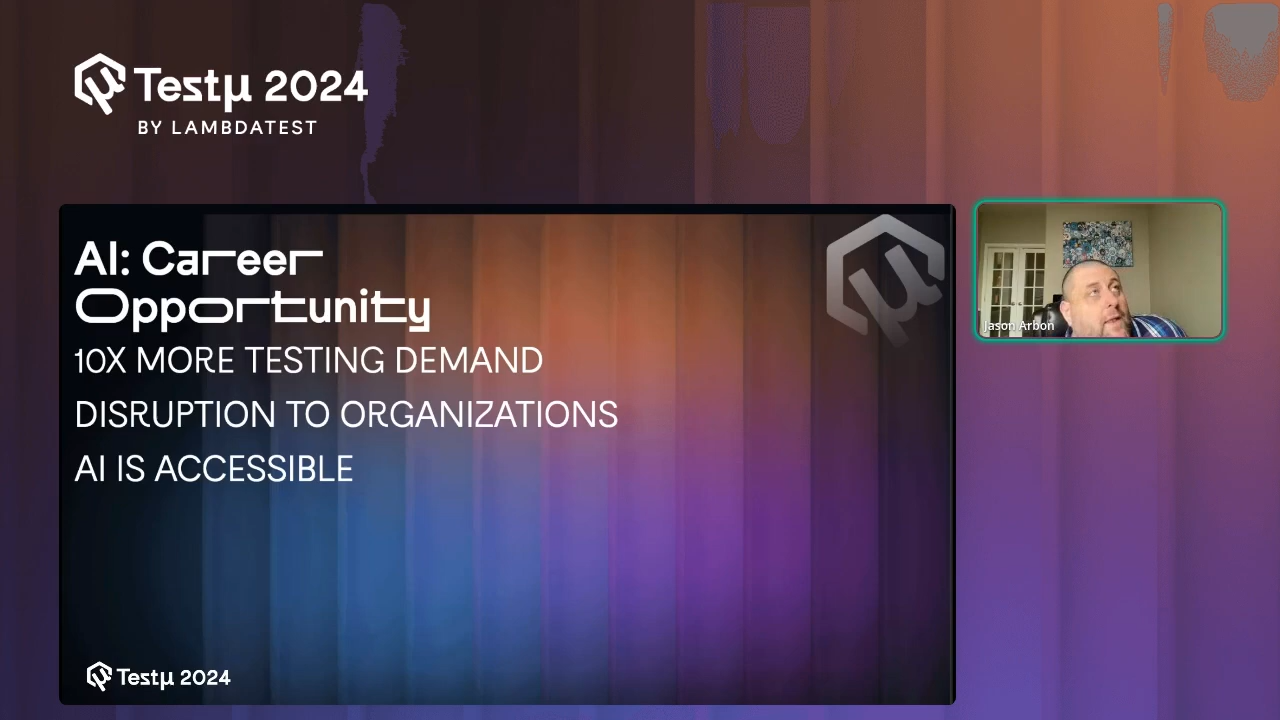 Testμ 2024
BY LAMBDATEST
AI: Career
Opportunity
10X MORE TESTING DEMAND
DISRUPTION TO ORGANIZATIONS
AI IS ACCESSIBLE
Testμ 2024
Jason Arbon